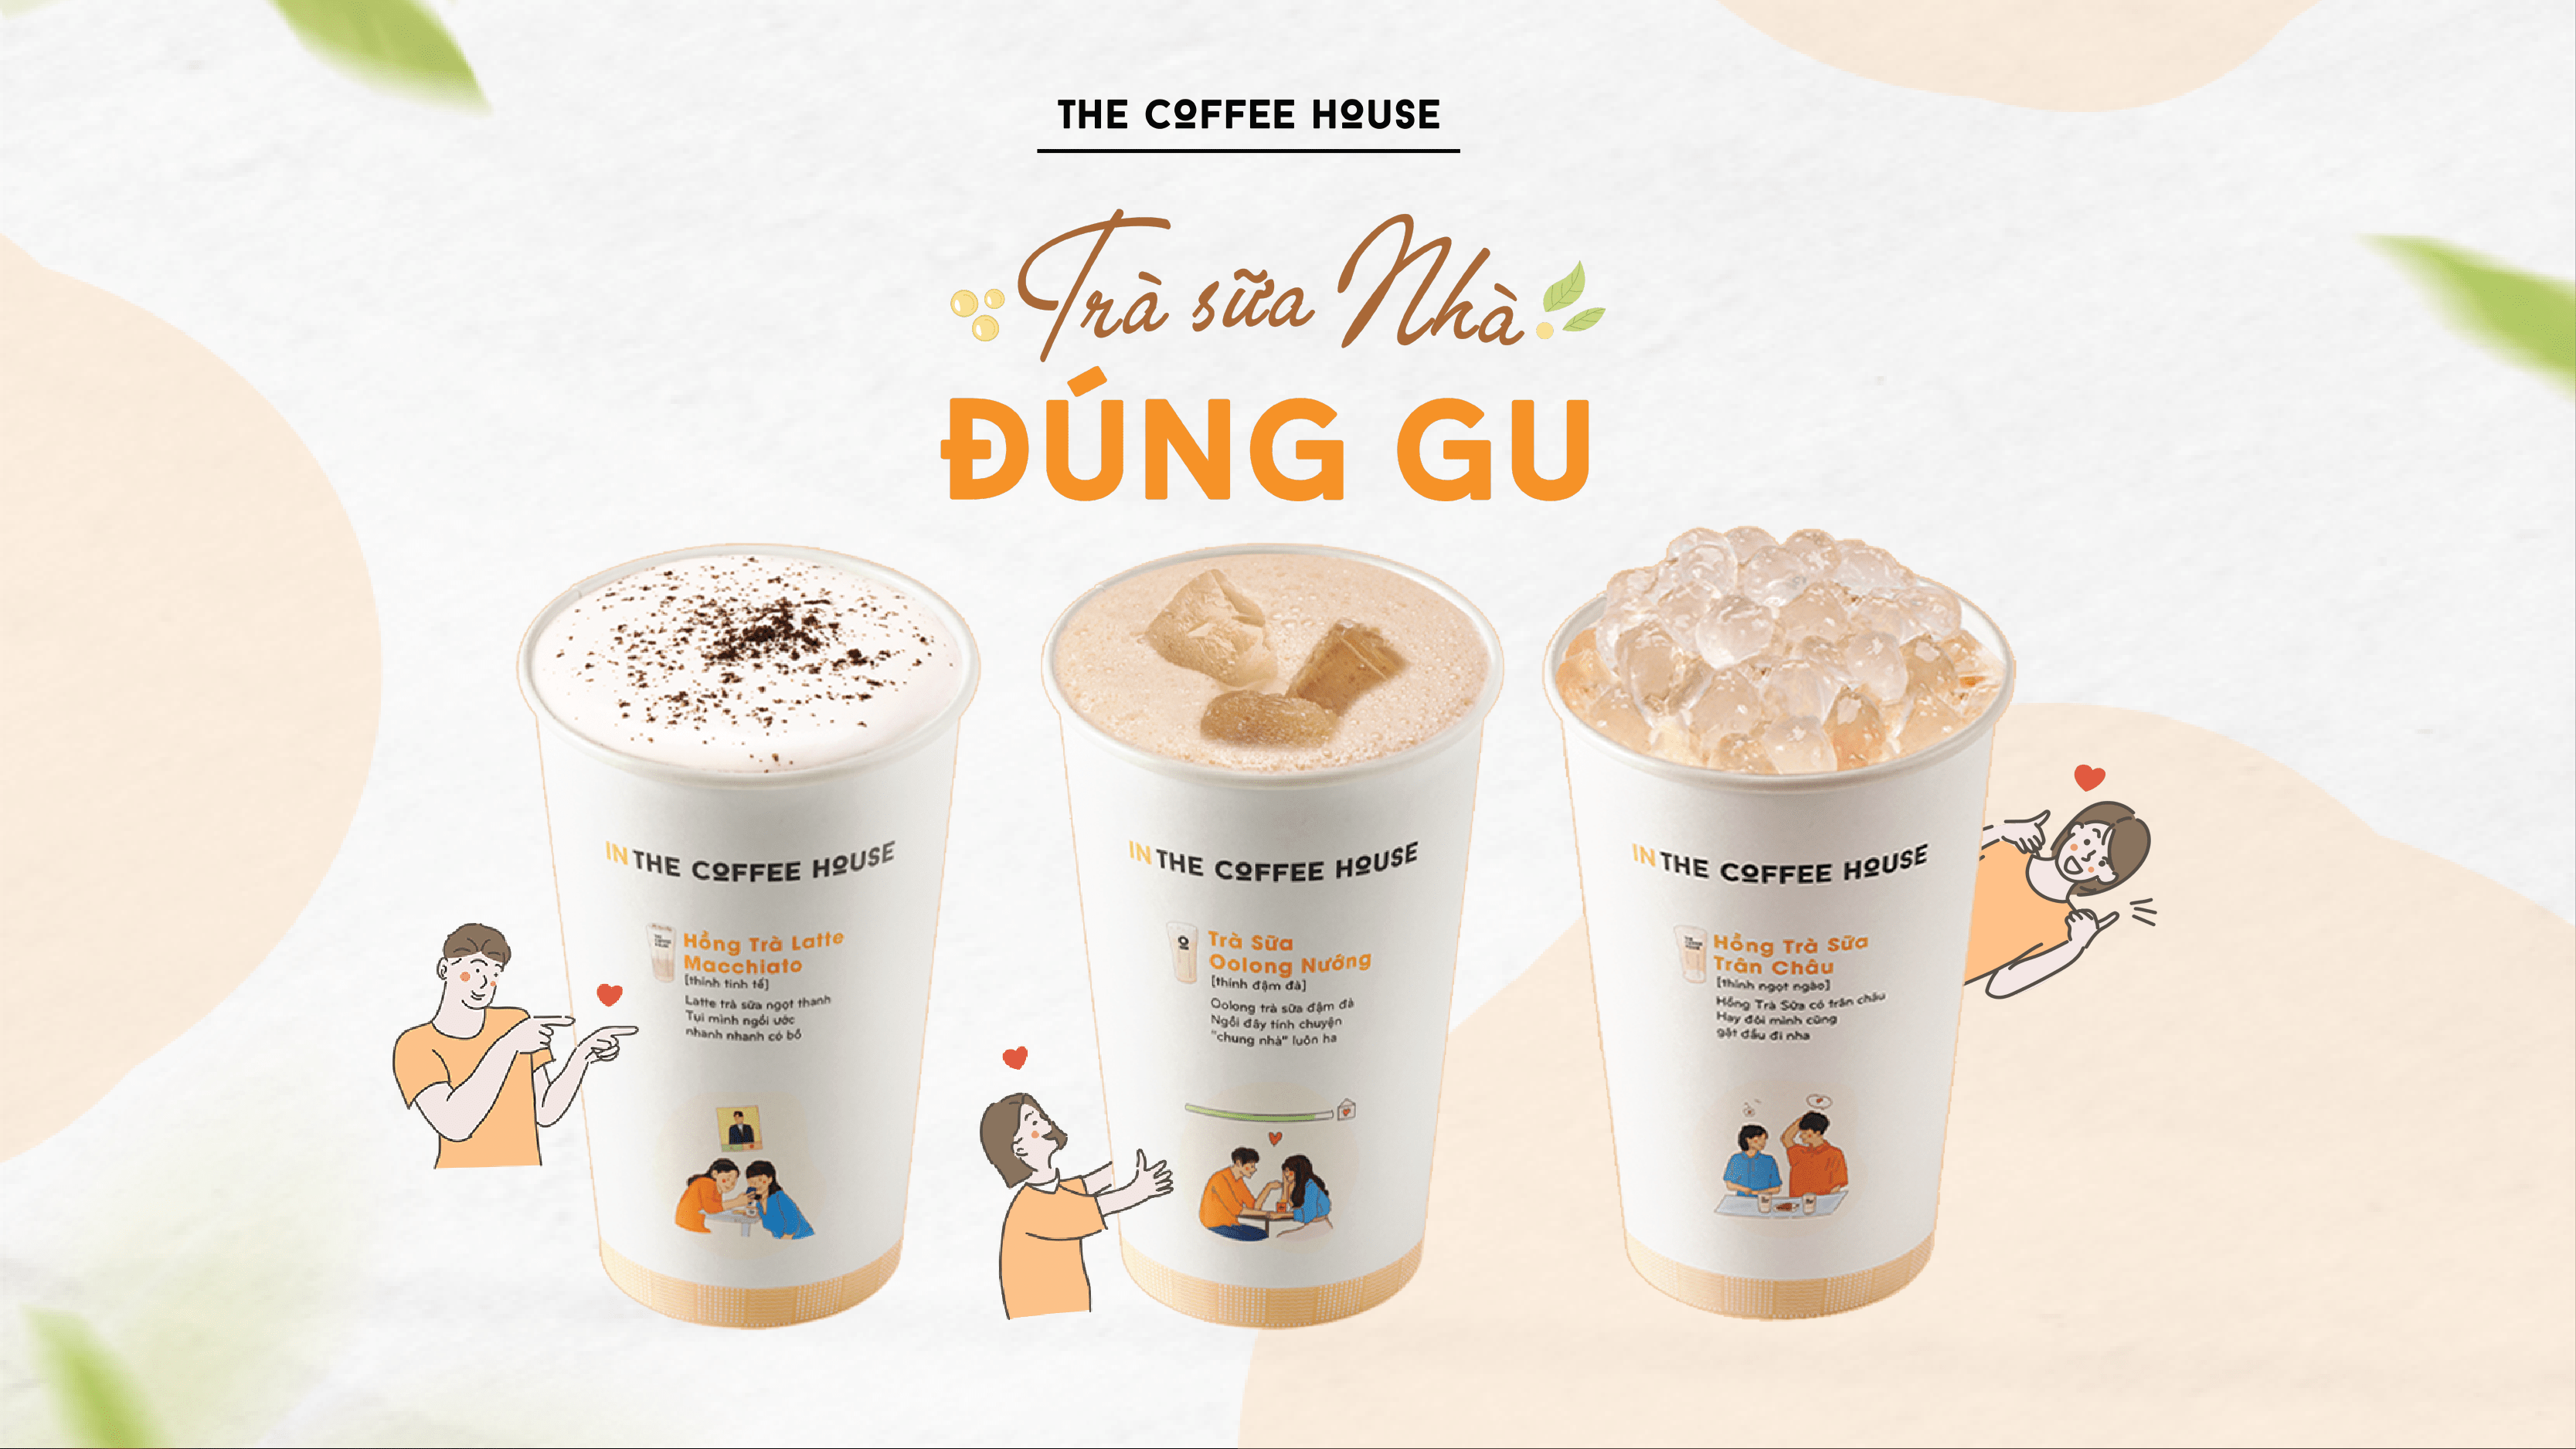 THE COFFEE HOUSE
Trà sữa Nhà
ĐÚNG GU
IN THE COFFEE HOUSE
Hồng Trà Latte
Macchiato
[thính tinh tế]
Latte trà sữa ngọt thanh
Tụi mình ngồi ước
nhanh nhanh có bồ
IN THE COFFEE HOUSE
Trà Sữa
Oolong Nướng
[thính đậm đà]
Oolong trà sữa đậm đà
Ngồi đây tính chuyện
"chung nhà" luôn ha
IN THE COFFEE HOUSE
Hồng Trà Sữa
Trân Châu
[thính ngọt ngào]
Hồng Trà Sữa có trân châu
Hay đôi mình cũng
gật đầu đi nha